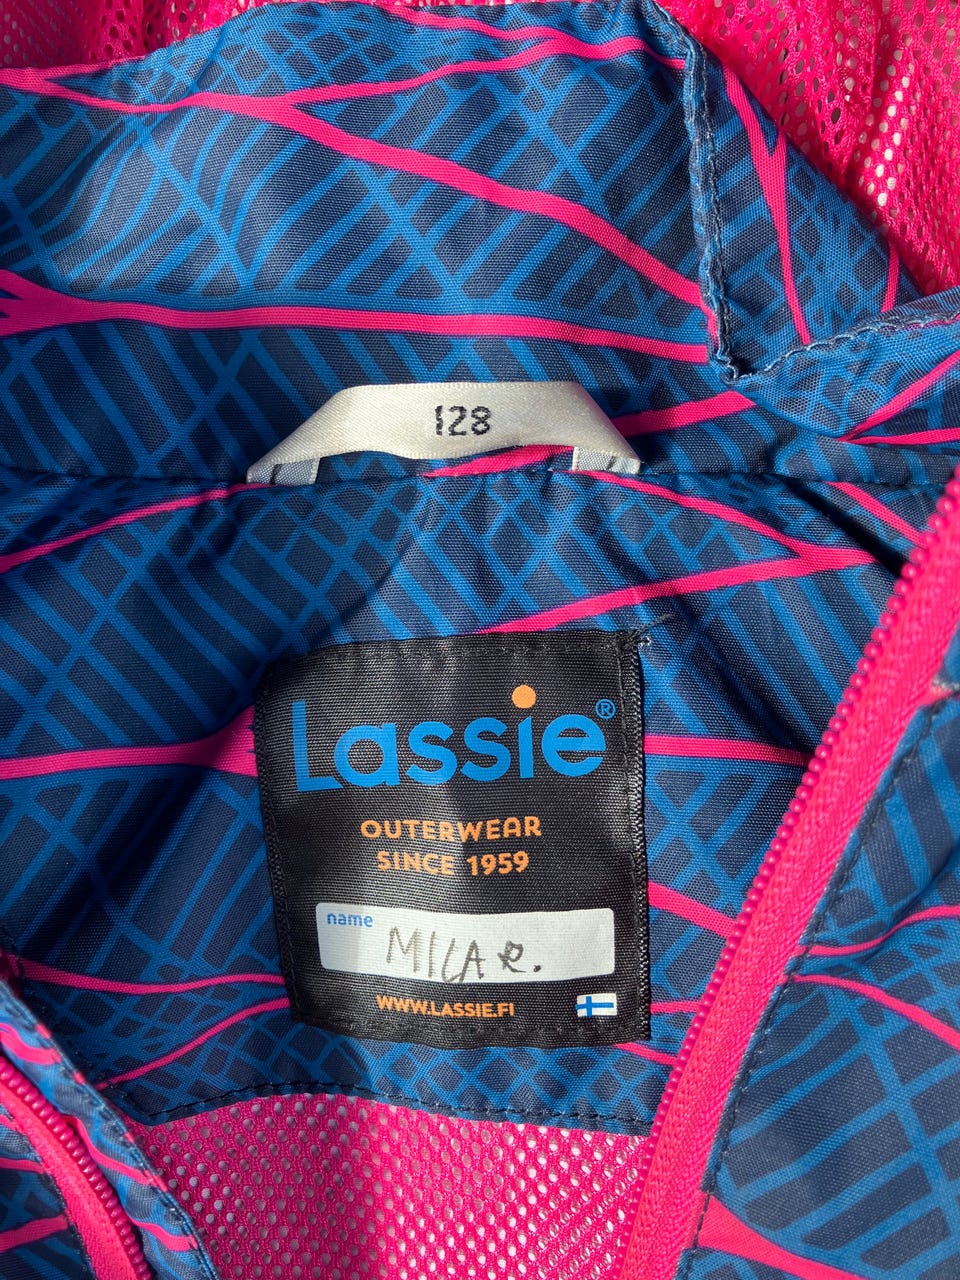 128
Lassie®
OUTERWEAR
SINCE 1959
name
MILA R.
WWW.LASSIE.FI